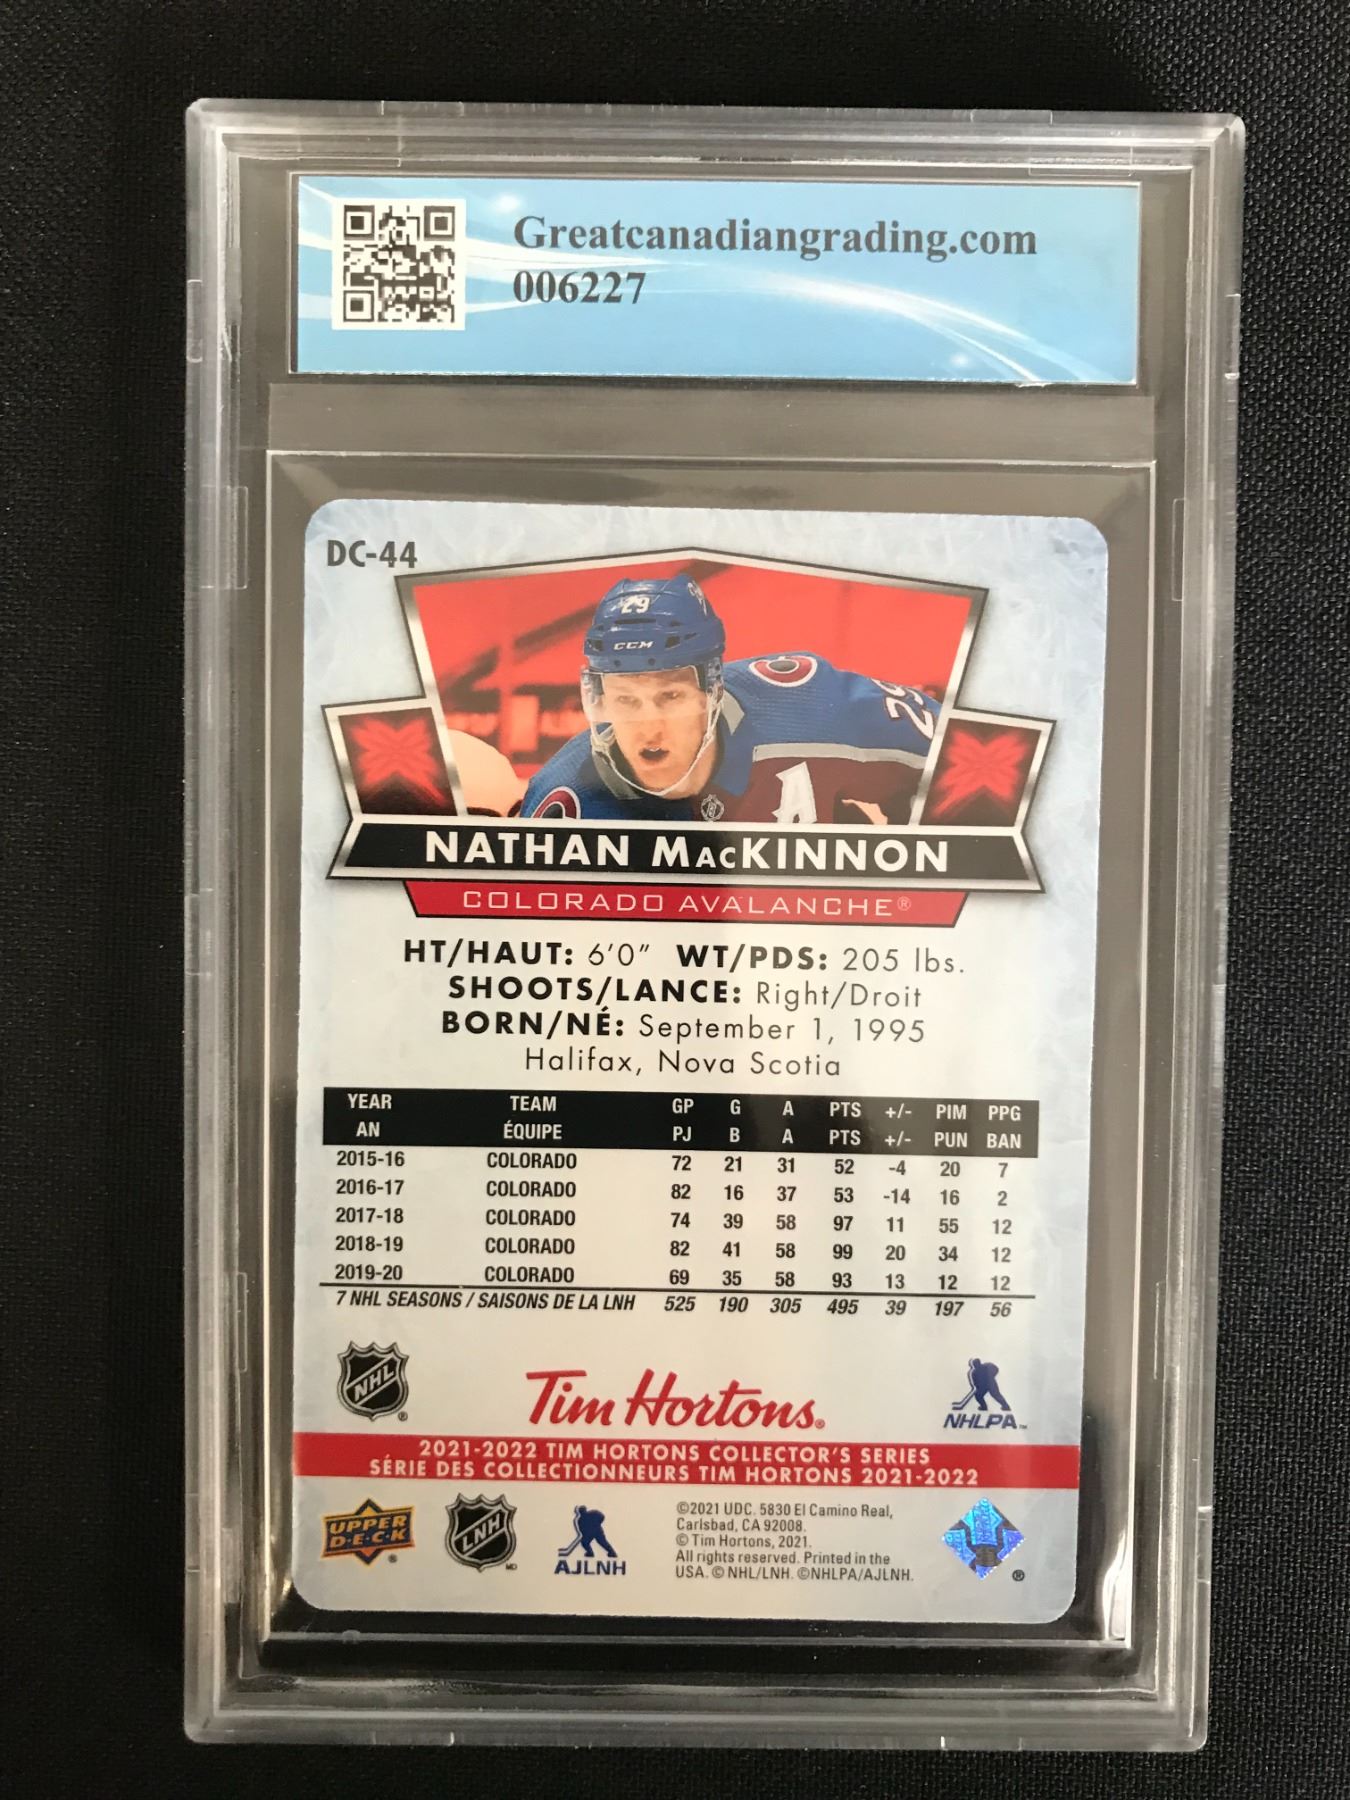 Greatcanadiangrading.com
006227
DC-44
29
CCM
29
A
NATHAN MacKINNON
COLORADO AVALANCHE®
HT/HAUT: 6'0" WT/PDS: 205 lbs.
SHOOTS/LANCE: Right/Droit
BORN/NÉ: September 1, 1995
Halifax, Nova Scotia
YEAR TEAM GP G A PTS +/- PIM PPG
AN ÉQUIPE PJ B A PTS +/- PUN BAN
2015-16 COLORADO 72 21 31 52 -4 20 7
2016-17 COLORADO 82 16 37 53 -14 16 2
2017-18 COLORADO 74 39 58 97 11 55 12
2018-19 COLORADO 82 41 58 99 20 34 12
2019-20 COLORADO 69 35 58 93 13 12 12
7 NHL SEASONS / SAISONS DE LA LNH 525 190 305 495 39 197 56
NHL ®
Tim Hortons®
NHLPA™
2021-2022 TIM HORTONS COLLECTOR'S SERIES
SÉRIE DES COLLECTIONNEURS TIM HORTONS 2021-2022
UPPER
D·E·C·K ®
LNH MD
AJLNH
©2021 UDC. 5830 El Camino Real,
Carlsbad, CA 92008.
© Tim Hortons, 2021.
All rights reserved. Printed in the
USA. © NHL/LNH. ©NHLPA/AJLNH.
®